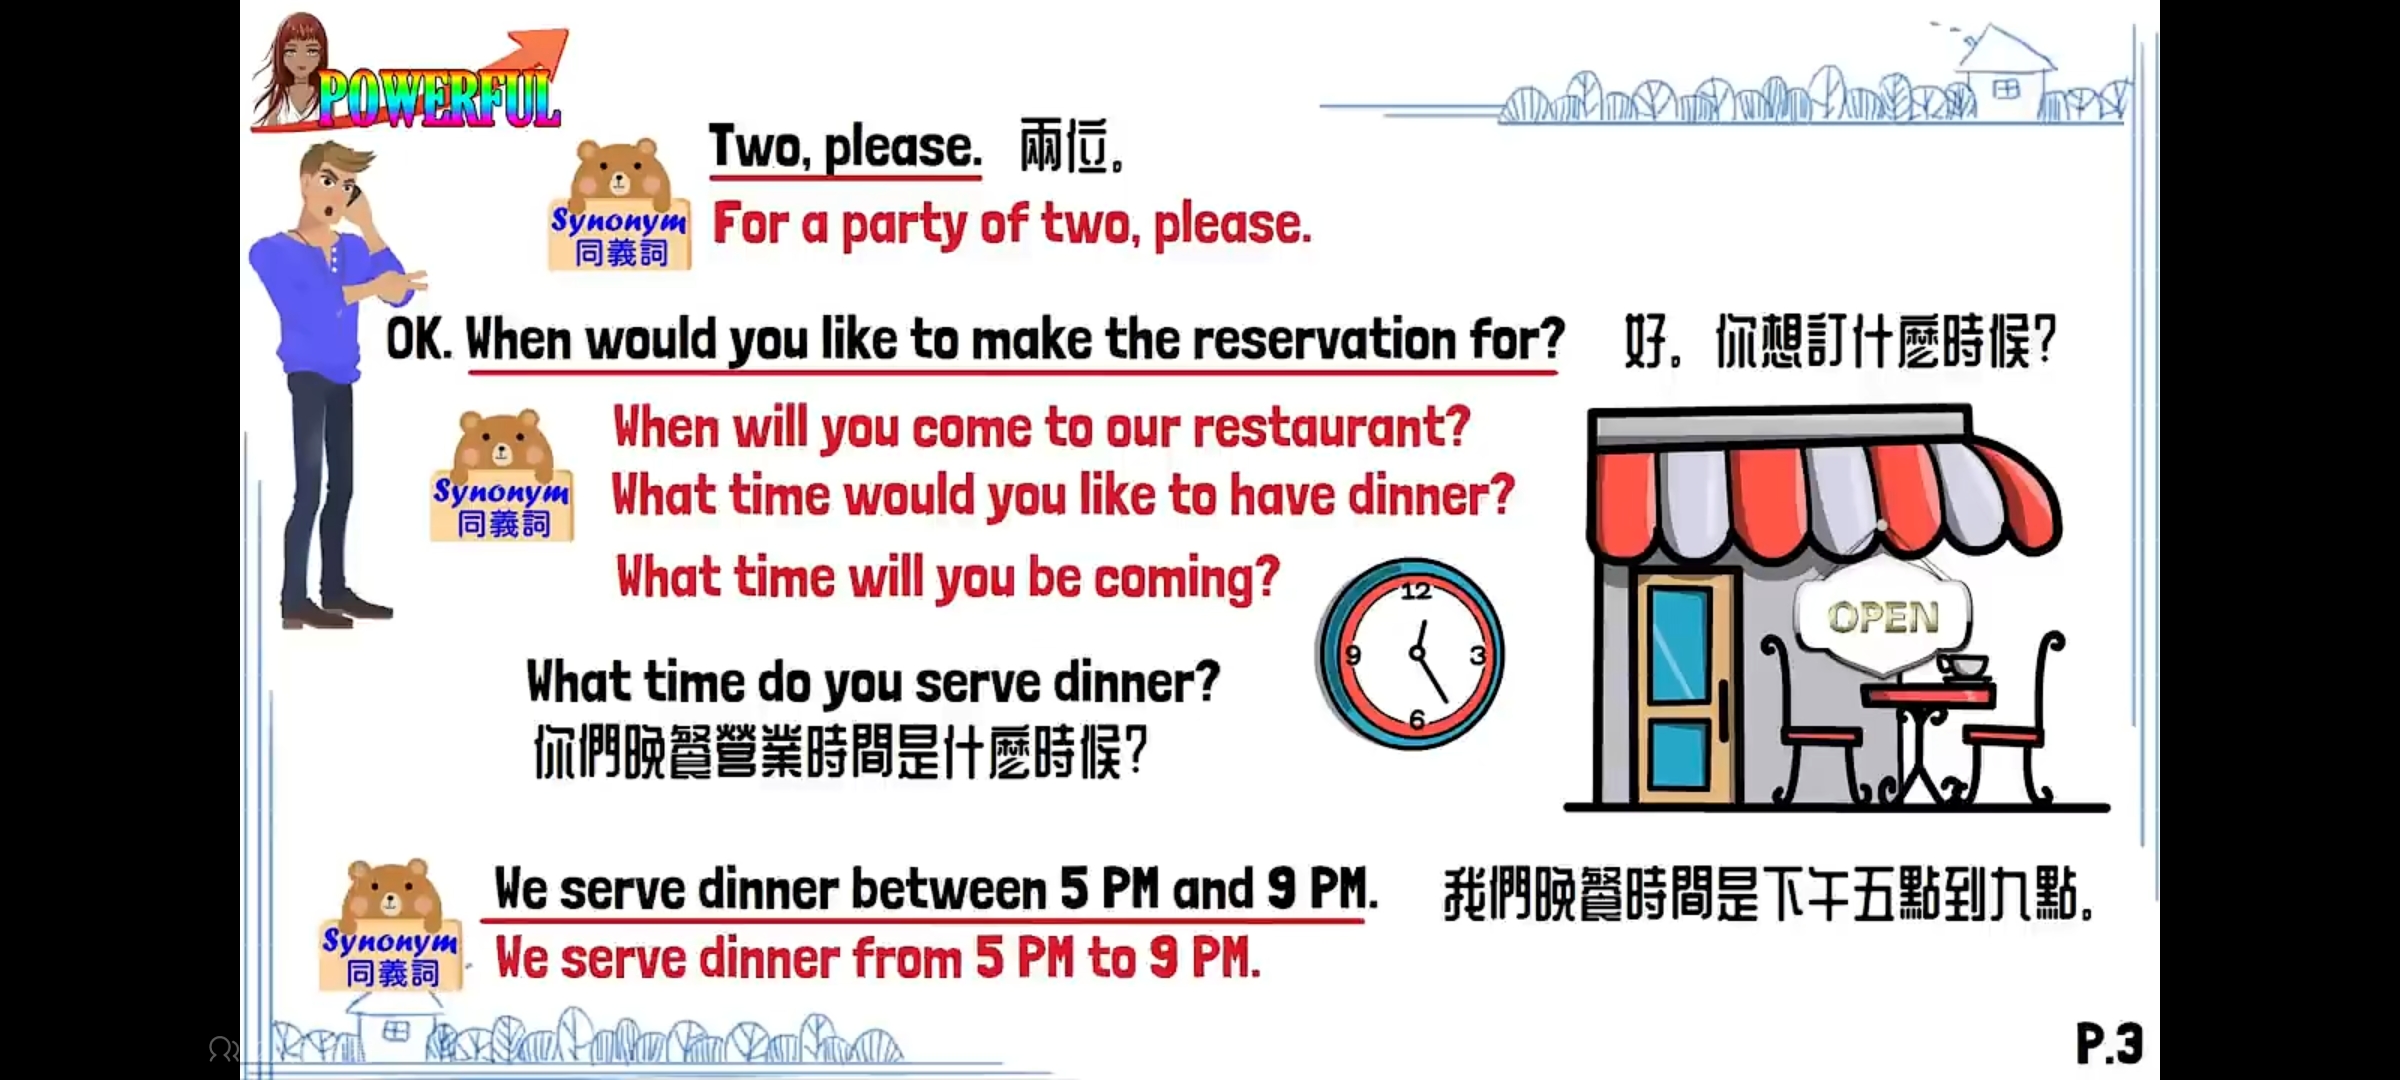 POWERFUL
Two, please. 兩位。
Synonym
同義詞
For a party of two, please.
OK. When would you like to make the reservation for? 好。你想訂什麼時候?
When will you come to our restaurant?
Synonym
同義詞
What time would you like to have dinner?
What time will you be coming?
12
9
3
6
OPEN
What time do you serve dinner?
你們晚餐營業時間是什麼時候?
We serve dinner between 5 PM and 9 PM. 我們晚餐時間是下午五點到九點。
Synonym
同義詞
We serve dinner from 5 PM to 9 PM.
P.3